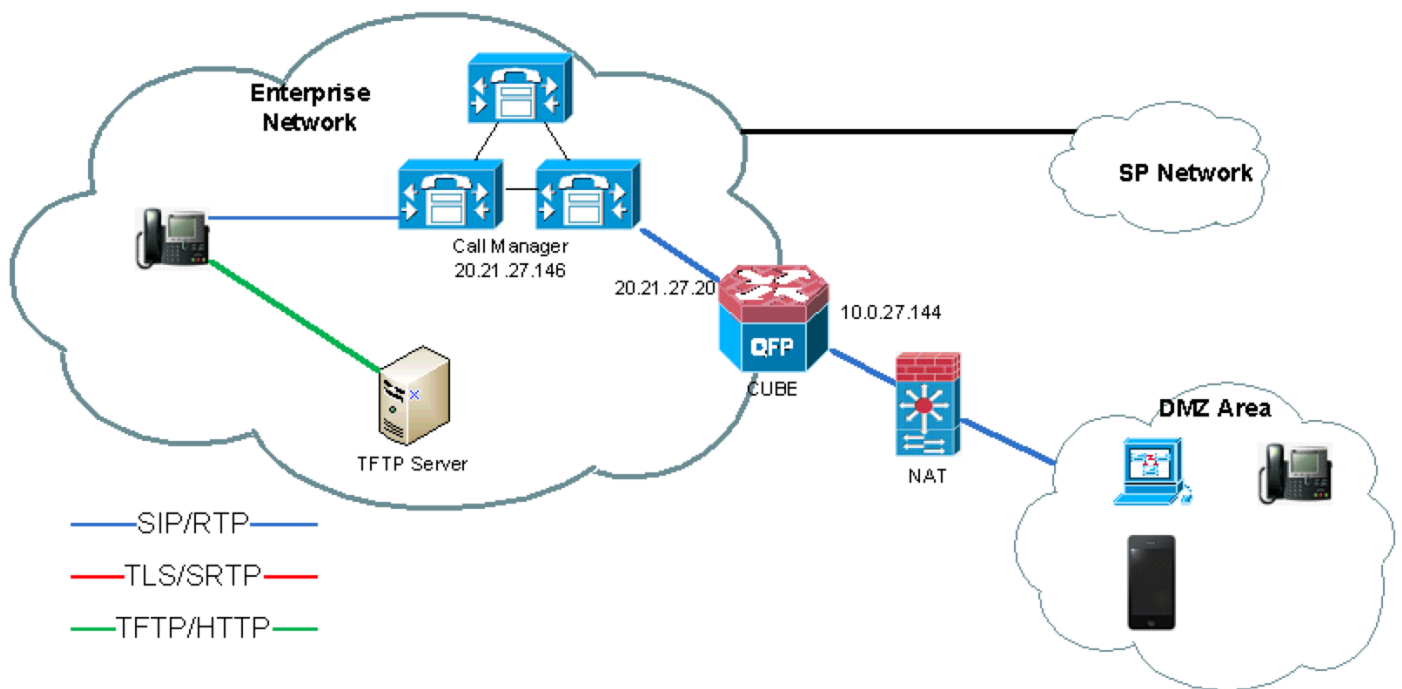 Enterprise
Network
SP Network
Call Manager
20.21.27.146
20.21.27.20
10.0.27.144
QFP
CUBE
DMZ Area
TFTP Server
NAT
SIP/RTP
TLS/SRTP
TFTP/HTTP